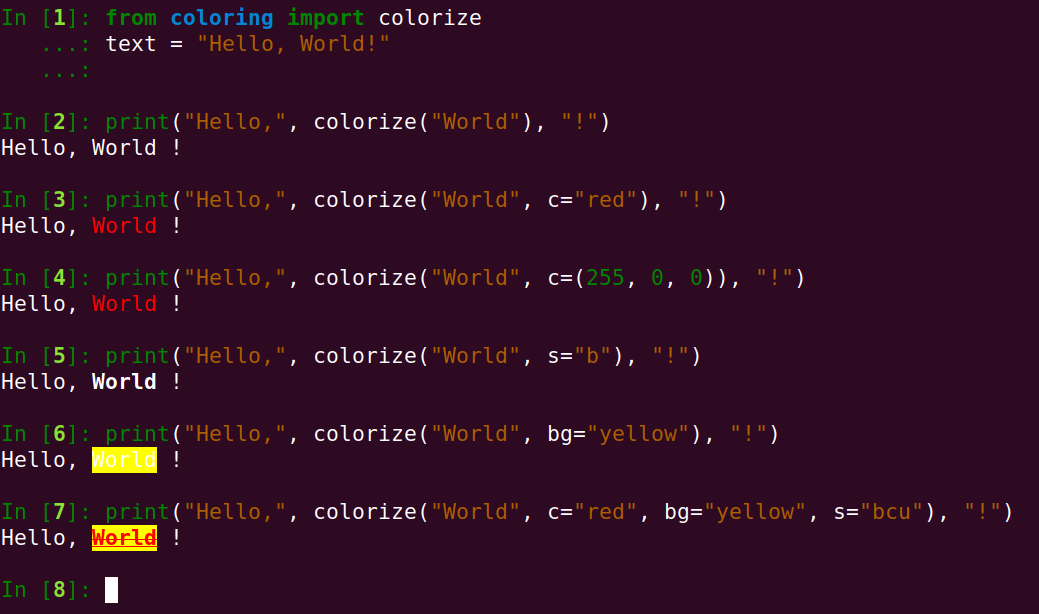 In [1]: from coloring import colorize
   ...: text = "Hello, World!"
   ...:
In [2]: print("Hello,", colorize("World"), "!")
Hello, World !
In [3]: print("Hello,", colorize("World", c="red"), "!")
Hello, World !
In [4]: print("Hello,", colorize("World", c=(255, 0, 0)), "!")
Hello, World !
In [5]: print("Hello,", colorize("World", s="b"), "!")
Hello, World !
In [6]: print("Hello,", colorize("World", bg="yellow"), "!")
Hello, World !
In [7]: print("Hello,", colorize("World", c="red", bg="yellow", s="bcu"), "!")
Hello, World !
In [8]: